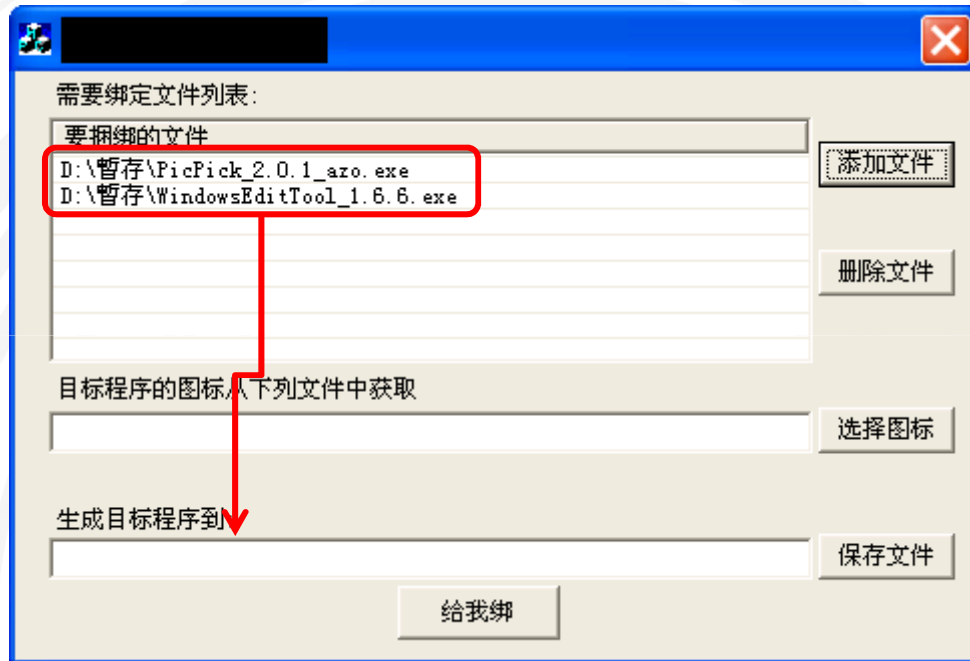 需要绑定文件列表:
要捆绑的文件
D:\暫存\PicPick_2.0.1_azo.exe
添加文件
D:\暫存\WindowsEditTool_1.6.6.exe
删除文件
目标程序的图标从下列文件中获取
选择图标
生成目标程序到
保存文件
给我绑